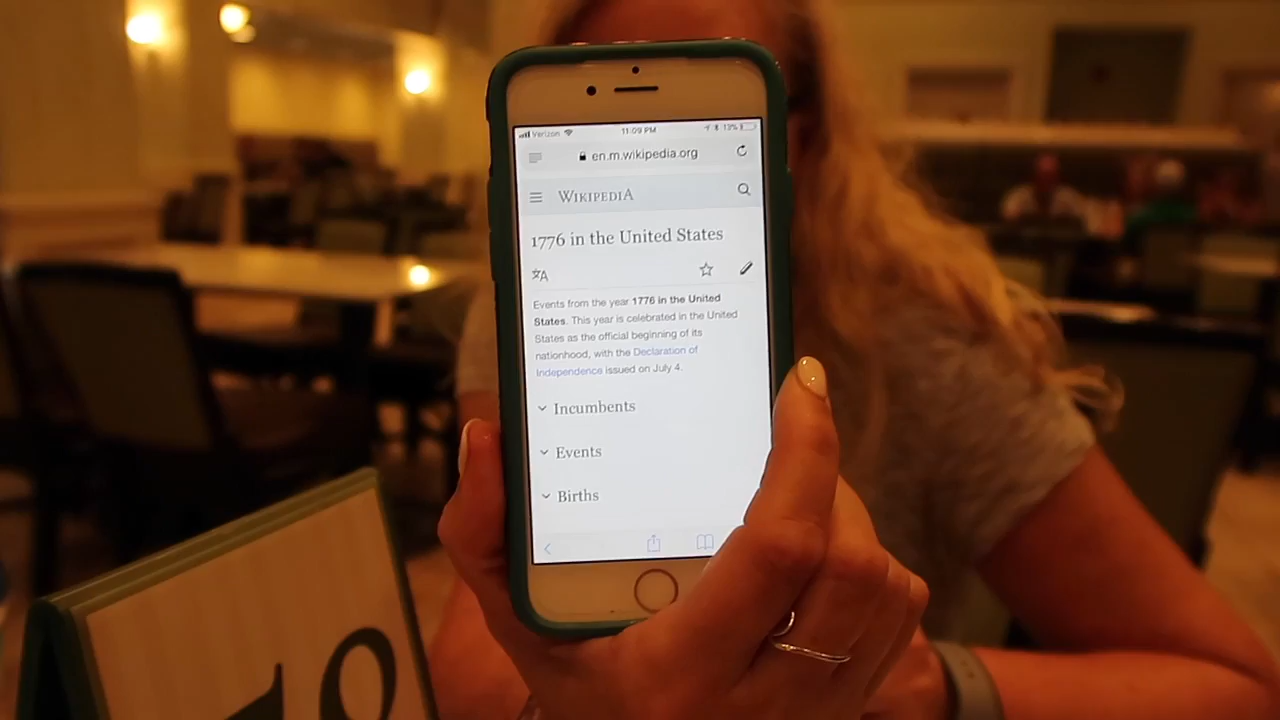 Verizon 11:09 PM 13%
en.m.wikipedia.org
WIKIPEDIA
1776 in the United States
Events from the year 1776 in the United
States. This year is celebrated in the United
States as the official beginning of its
nationhood, with the Declaration of
Independence issued on July 4.
Incumbents
Events
Births